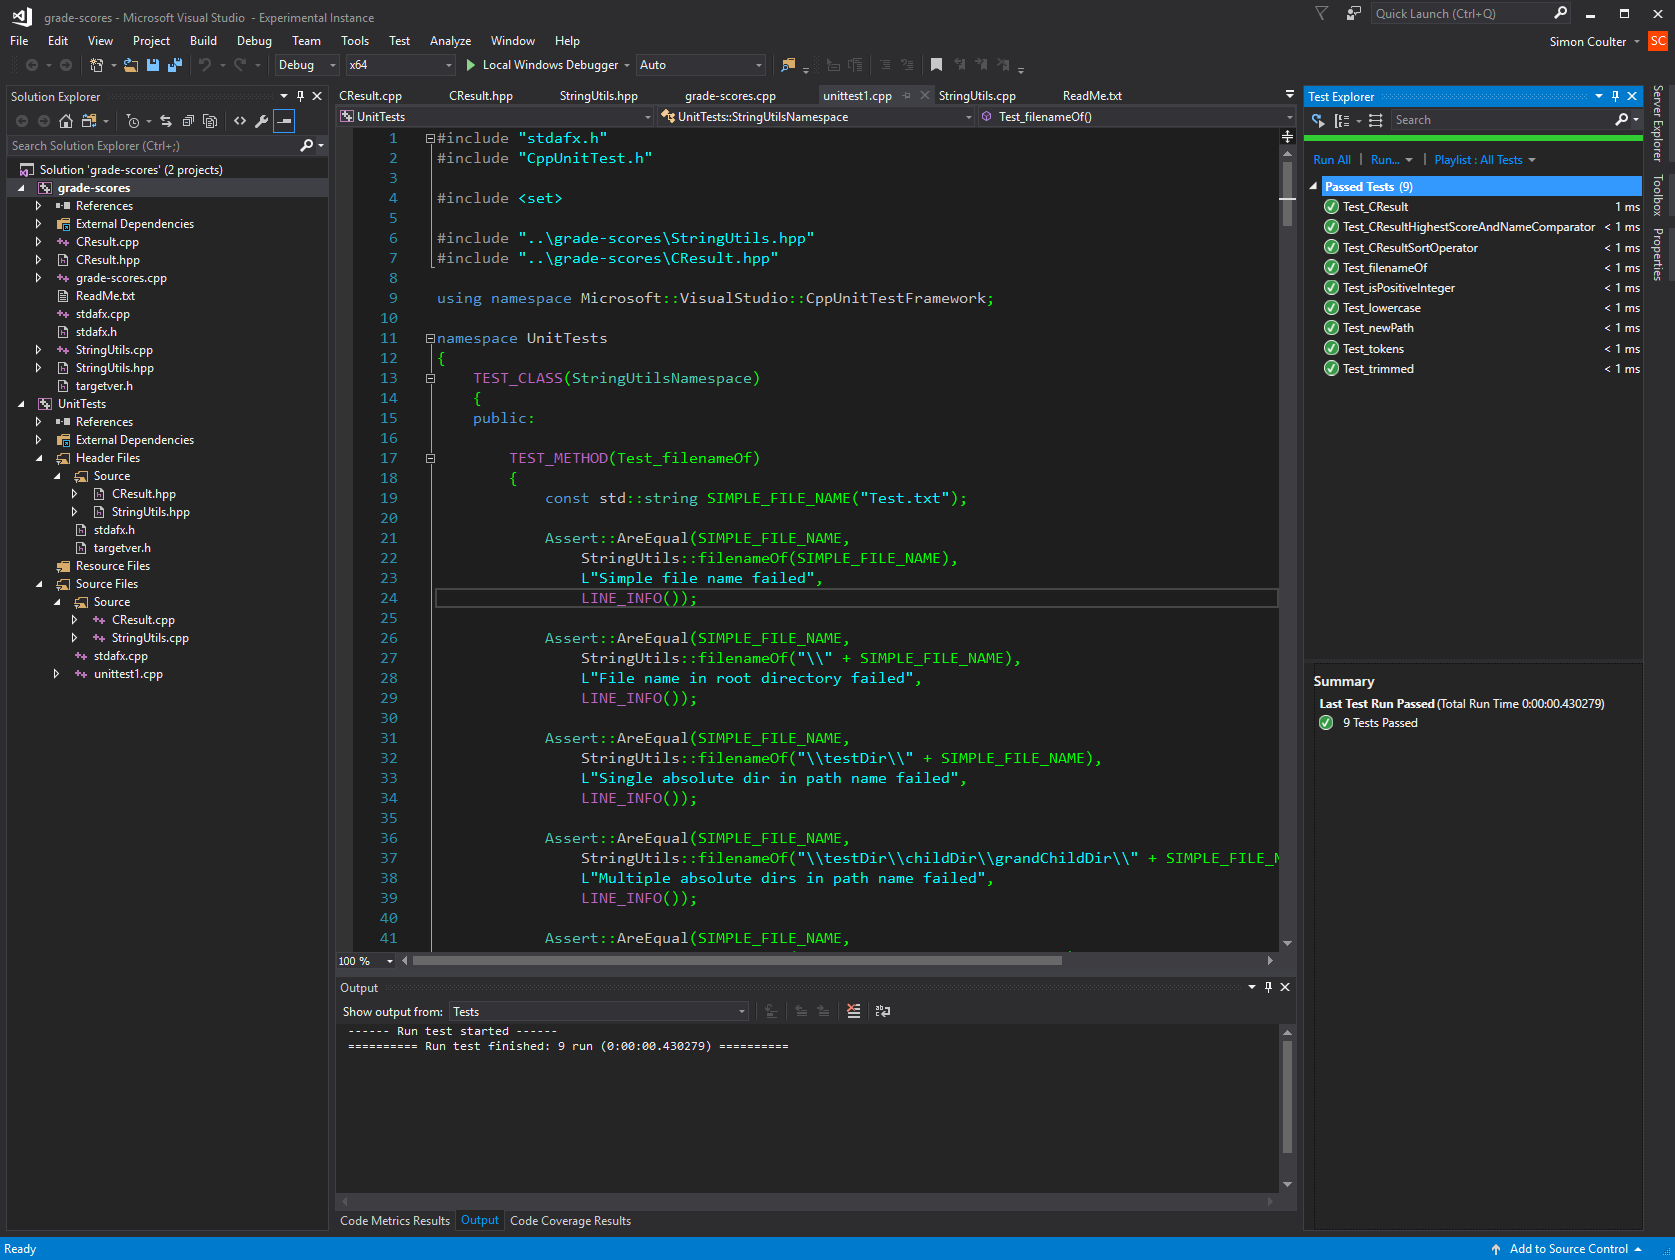 grade-scores - Microsoft Visual Studio - Experimental Instance
Quick Launch (Ctrl+Q)
File Edit View Project Build Debug Team Tools Test Analyze Window Help
Simon Coulter SC
Debug x64 Local Windows Debugger Auto
Solution Explorer
Search Solution Explorer (Ctrl+;)
Solution 'grade-scores' (2 projects)
grade-scores
References
External Dependencies
CResult.cpp
CResult.hpp
grade-scores.cpp
ReadMe.txt
stdafx.cpp
stdafx.h
StringUtils.cpp
StringUtils.hpp
targetver.h
UnitTests
References
External Dependencies
Header Files
Source
CResult.hpp
StringUtils.hpp
stdafx.h
targetver.h
Resource Files
Source Files
Source
CResult.cpp
StringUtils.cpp
stdafx.cpp
unittest1.cpp
CResult.cpp CResult.hpp StringUtils.hpp grade-scores.cpp unittest1.cpp StringUtils.cpp ReadMe.txt
UnitTests UnitTests::StringUtilsNamespace Test_filenameOf()
1 #include "stdafx.h"
2 #include "CppUnitTest.h"
3
4 #include <set>
5
6 #include "..\grade-scores\StringUtils.hpp"
7 #include "..\grade-scores\CResult.hpp"
8
9 using namespace Microsoft::VisualStudio::CppUnitTestFramework;
10
11 namespace UnitTests
12 {
13 TEST_CLASS(StringUtilsNamespace)
14 {
15 public:
16
17 TEST_METHOD(Test_filenameOf)
18 {
19 const std::string SIMPLE_FILE_NAME("Test.txt");
20
21 Assert::AreEqual(SIMPLE_FILE_NAME,
22 StringUtils::filenameOf(SIMPLE_FILE_NAME),
23 L"Simple file name failed",
24 LINE_INFO());
25
26 Assert::AreEqual(SIMPLE_FILE_NAME,
27 StringUtils::filenameOf("\\" + SIMPLE_FILE_NAME),
28 L"File name in root directory failed",
29 LINE_INFO());
30
31 Assert::AreEqual(SIMPLE_FILE_NAME,
32 StringUtils::filenameOf("\\testDir\\" + SIMPLE_FILE_NAME),
33 L"Single absolute dir in path name failed",
34 LINE_INFO());
35
36 Assert::AreEqual(SIMPLE_FILE_NAME,
37 StringUtils::filenameOf("\\testDir\\childDir\\grandChildDir\\" + SIMPLE_FILE_N
38 L"Multiple absolute dirs in path name failed",
39 LINE_INFO());
40
41 Assert::AreEqual(SIMPLE_FILE_NAME,
100 %
Output
Show output from: Tests
------ Run test started ------
========== Run test finished: 9 run (0:00:00.430279) ==========
Code Metrics Results Output Code Coverage Results
Test Explorer
Search
Run All | Run... | Playlist : All Tests
Passed Tests (9)
Test_CResult 1 ms
Test_CResultHighestScoreAndNameComparator < 1 ms
Test_CResultSortOperator < 1 ms
Test_filenameOf < 1 ms
Test_isPositiveInteger < 1 ms
Test_lowercase < 1 ms
Test_newPath < 1 ms
Test_tokens < 1 ms
Test_trimmed < 1 ms
Summary
Last Test Run Passed (Total Run Time 0:00:00.430279)
9 Tests Passed
Server Explorer
Toolbox
Properties
Ready
Add to Source Control